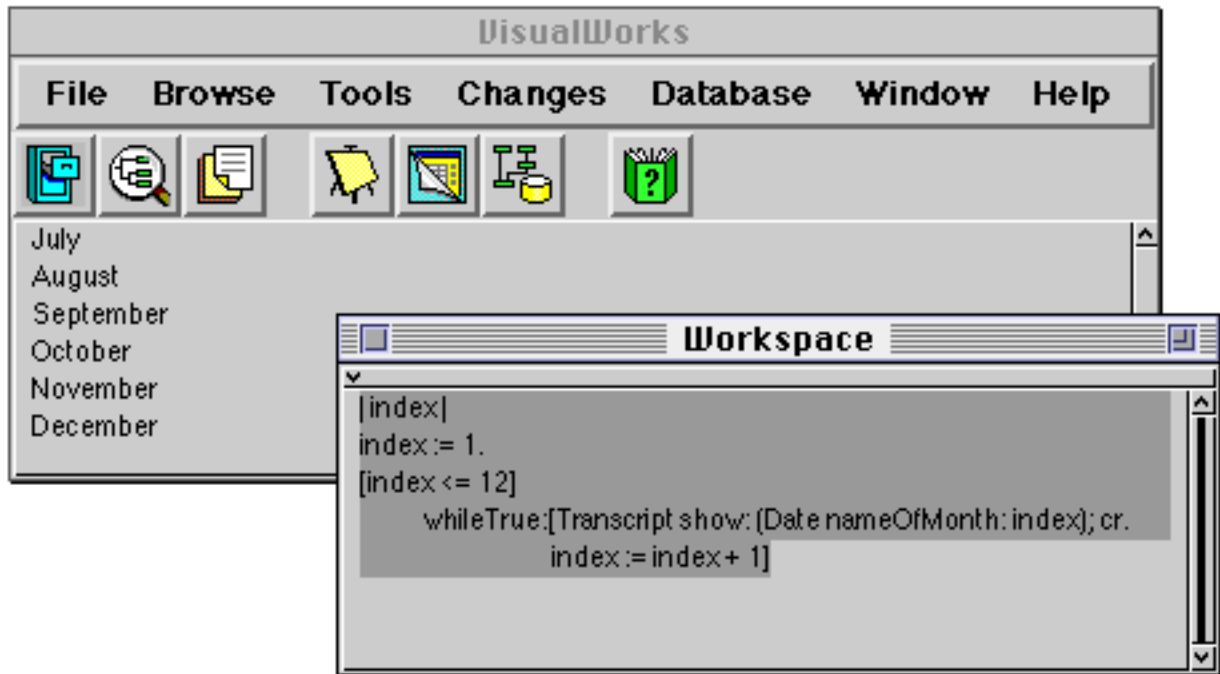 VisualWorks
File Browse Tools Changes Database Window Help
?
July
August
September
October
November
December
Workspace
|index|
index := 1.
[index <= 12]
whileTrue:[Transcript show: (Date nameOfMonth: index); cr.
index := index + 1]